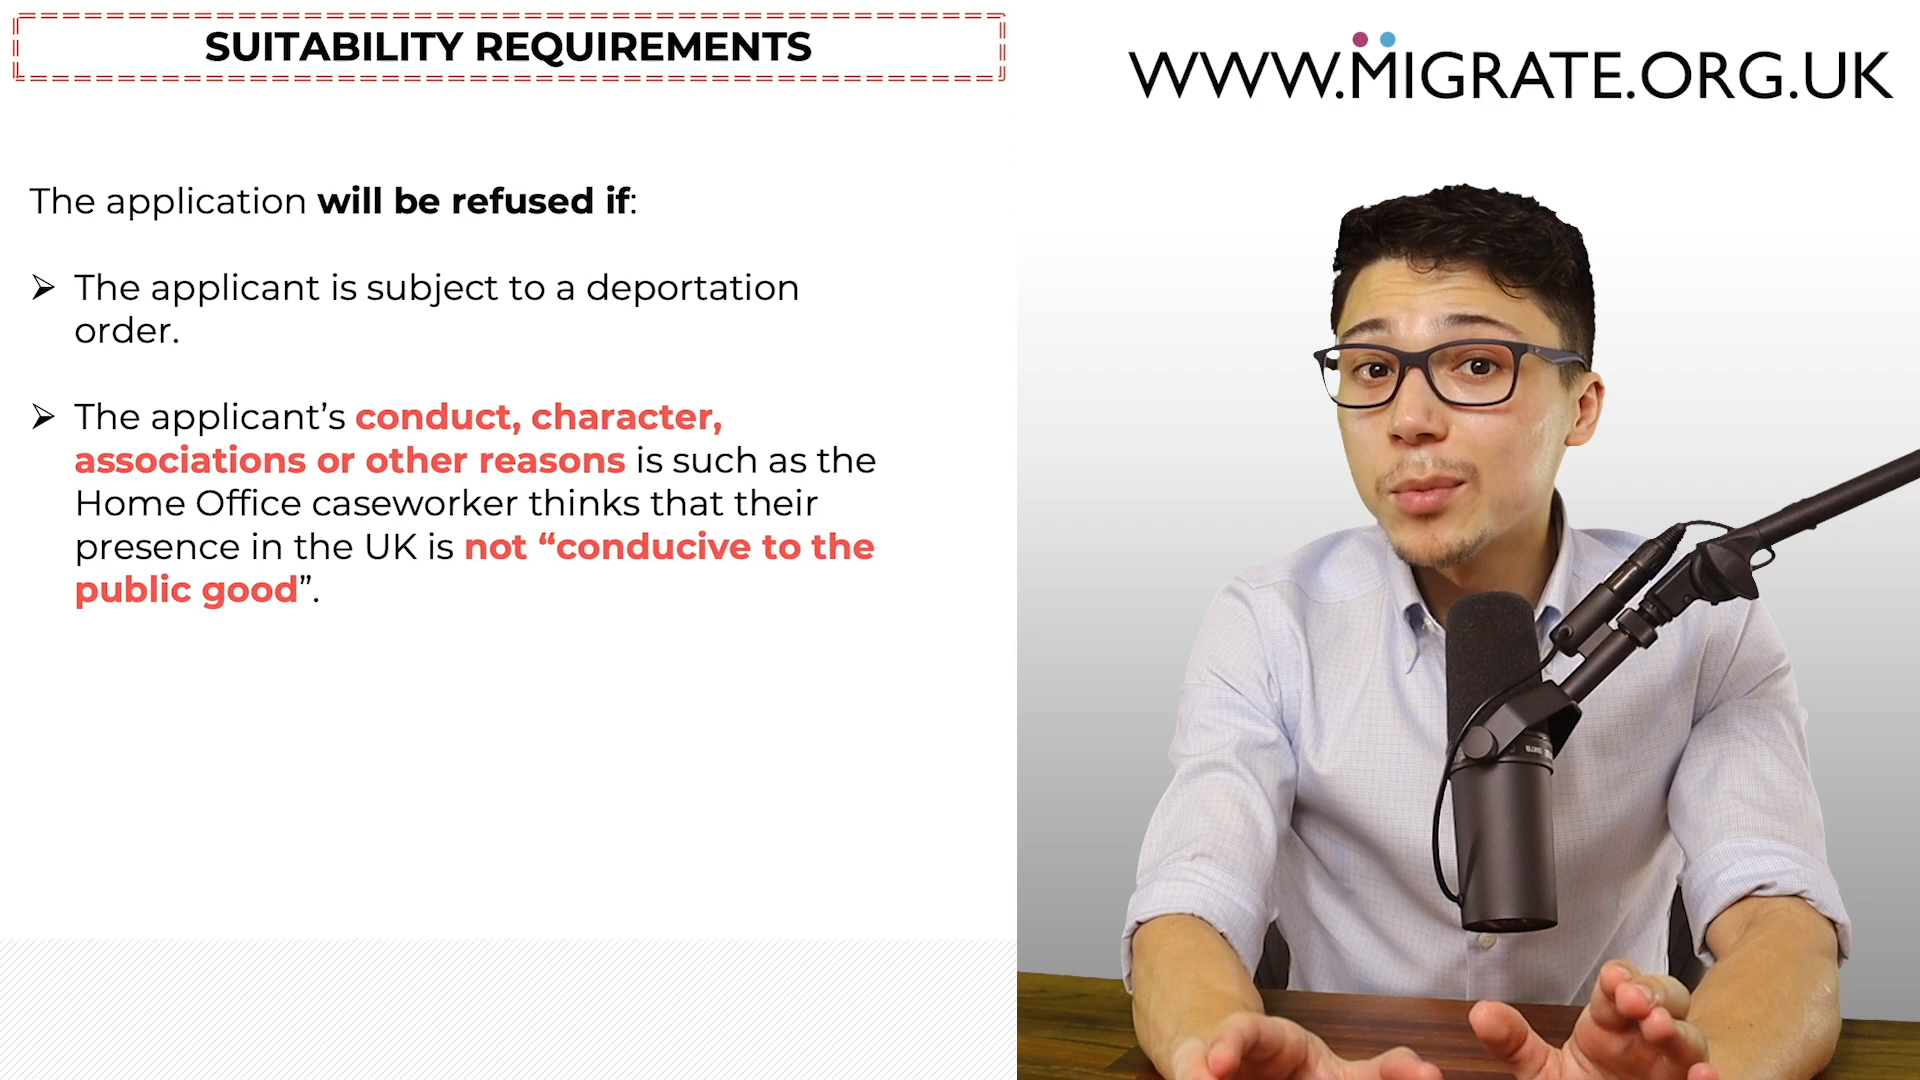 SUITABILITY REQUIREMENTS
WWW.MIGRATE.ORG.UK
The application will be refused if:
➢ The applicant is subject to a deportation
order.
➢ The applicant’s conduct, character,
associations or other reasons is such as the
Home Office caseworker thinks that their
presence in the UK is not “conducive to the
public good”.